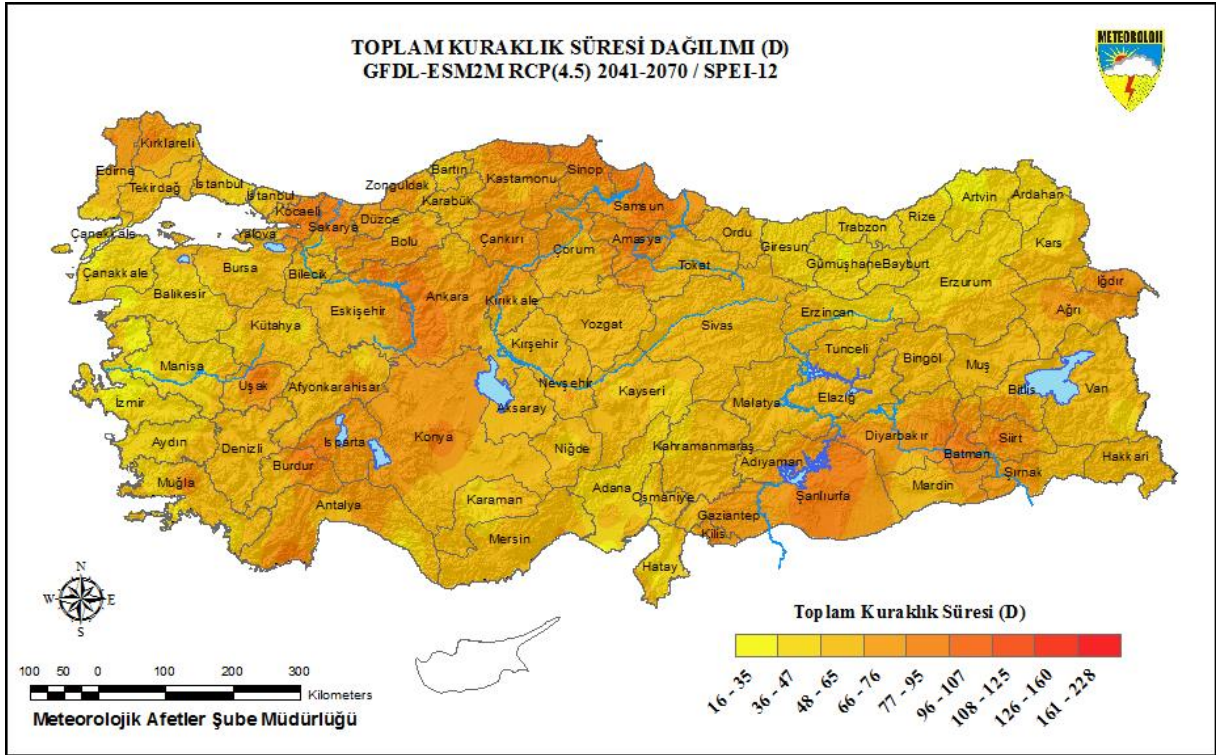 TOPLAM KURAKLIK SÜRESİ DAĞILIMI (D)
GFDL-ESM2M RCP(4.5) 2041-2070 / SPEI-12
METEOROLOJİ
Kırklareli
Edirne
Tekirdağ
İstanbul
İstanbul
Kocaeli
Sakarya
Yalova
Düzce
Zonguldak
Bartın
Karabük
Kastamonu
Sinop
Samsun
Bolu
Çankırı
Çorum
Amasya
Ordu
Giresun
Trabzon
Rize
Artvin
Ardahan
Kars
Çanakkale
Çanakkale
Balıkesir
Bursa
Bilecik
Eskişehir
Ankara
Kırıkkale
Tokat
Gümüşhane
Bayburt
Erzurum
Iğdır
Ağrı
Kütahya
Kırşehir
Yozgat
Sivas
Erzincan
Tunceli
Bingöl
Muş
Bitlis
Van
Manisa
Uşak
Afyonkarahisar
Nevşehir
Kayseri
Malatya
Elazığ
İzmir
Aksaray
Konya
Isparta
Aydın
Denizli
Burdur
Niğde
Kahramanmaraş
Adıyaman
Diyarbakır
Batman
Siirt
Şırnak
Hakkari
Muğla
Antalya
Karaman
Mersin
Adana
Osmaniye
Gaziantep
Kilis
Şanlıurfa
Mardin
Hatay
N
W E
S
100 50 0 100 200 300
Kilometers
Meteorolojik Afetler Şube Müdürlüğü
Toplam Kuraklık Süresi (D)
16 - 35
36 - 47
48 - 65
66 - 76
77 - 95
96 - 107
108 - 125
126 - 160
161 - 228